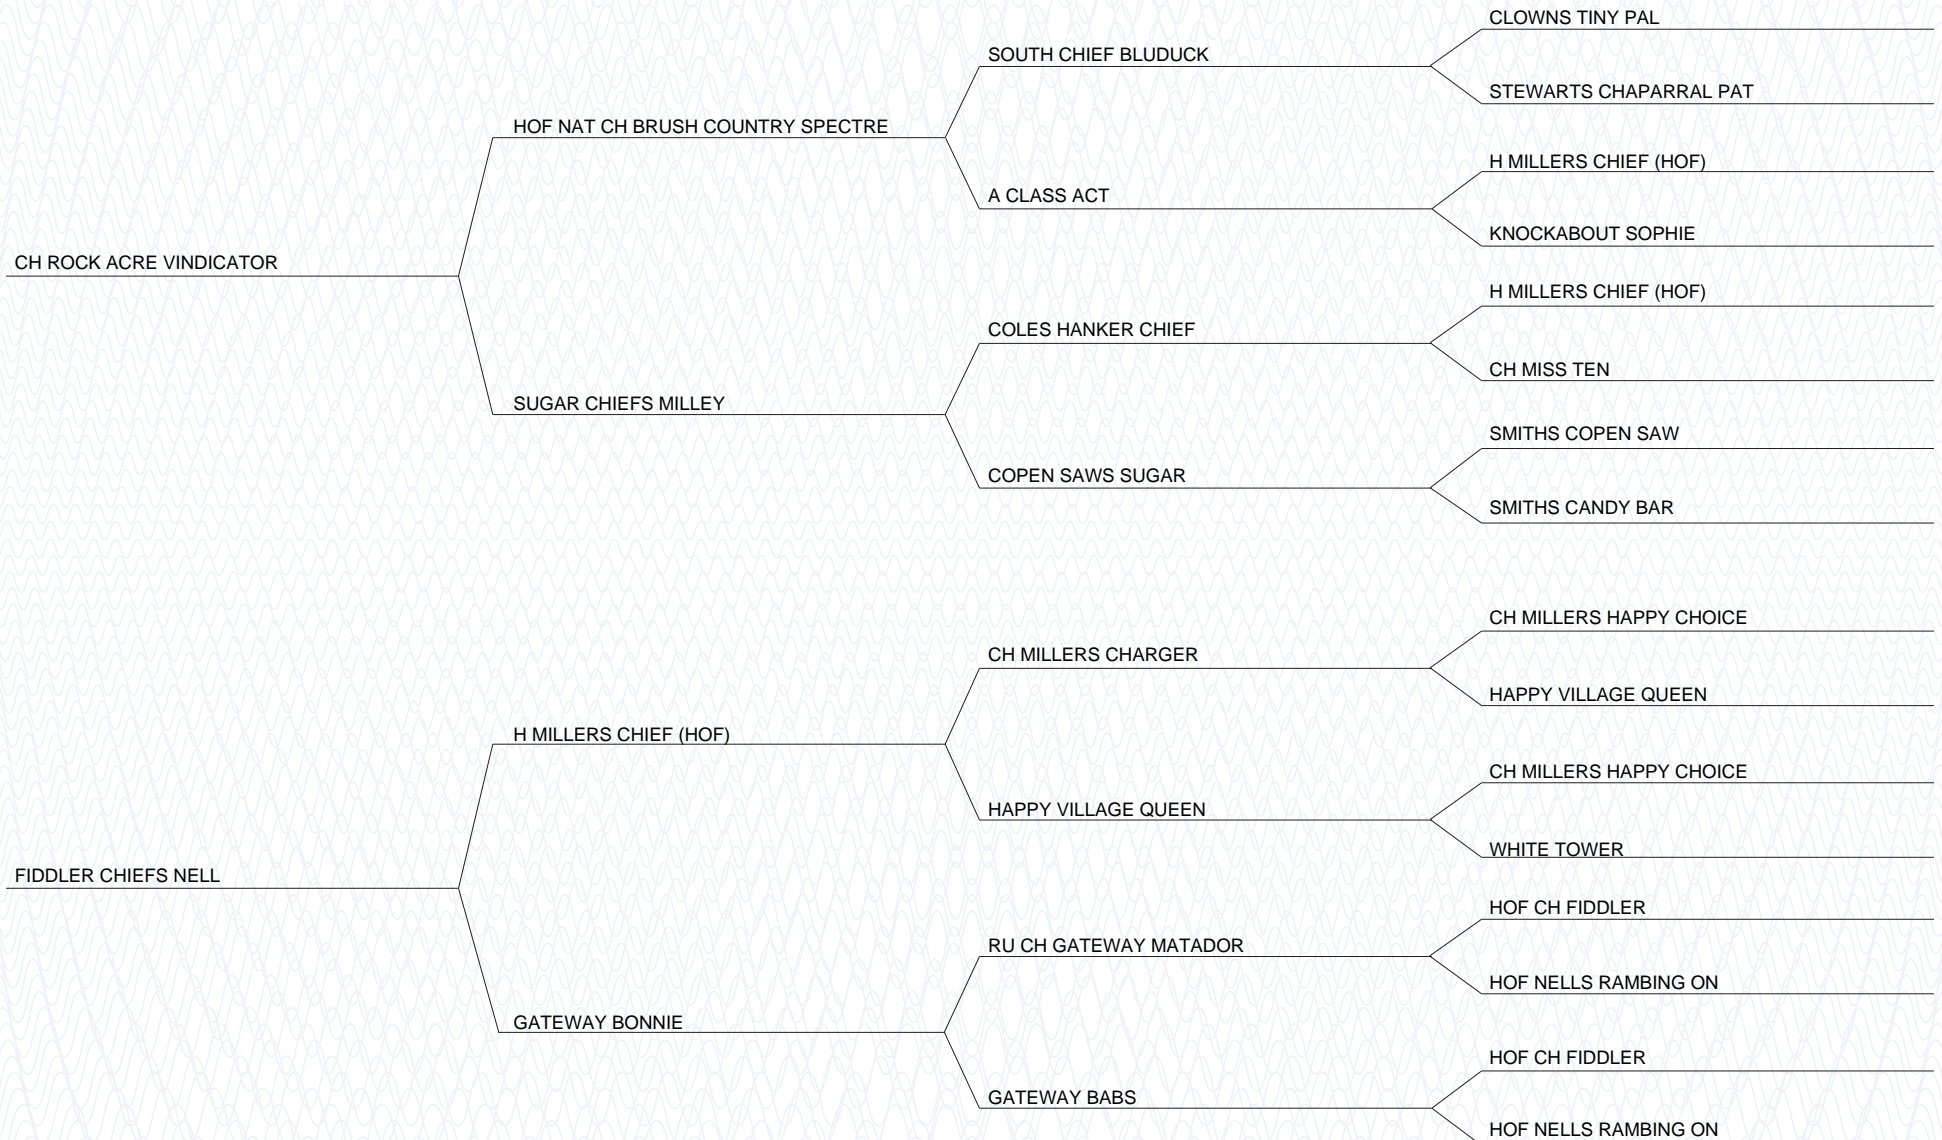 CLOWNS TINY PAL
SOUTH CHIEF BLUDUCK
STEWARTS CHAPARRAL PAT
HOF NAT CH BRUSH COUNTRY SPECTRE
H MILLERS CHIEF (HOF)
A CLASS ACT
KNOCKABOUT SOPHIE
CH ROCK ACRE VINDICATOR
H MILLERS CHIEF (HOF)
COLES HANKER CHIEF
CH MISS TEN
SUGAR CHIEFS MILLEY
SMITHS COPEN SAW
COPEN SAWS SUGAR
SMITHS CANDY BAR
CH MILLERS HAPPY CHOICE
CH MILLERS CHARGER
HAPPY VILLAGE QUEEN
H MILLERS CHIEF (HOF)
CH MILLERS HAPPY CHOICE
HAPPY VILLAGE QUEEN
WHITE TOWER
FIDDLER CHIEFS NELL
HOF CH FIDDLER
RU CH GATEWAY MATADOR
HOF NELLS RAMBING ON
GATEWAY BONNIE
HOF CH FIDDLER
GATEWAY BABS
HOF NELLS RAMBING ON